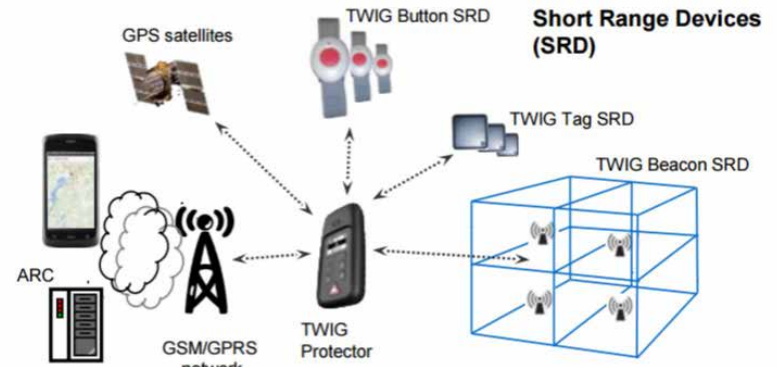 TWIG Button SRD
Short Range Devices
(SRD)
GPS satellites
TWIG Tag SRD
TWIG Beacon SRD
ARC
GSM/GPRS
TWIG
Protector